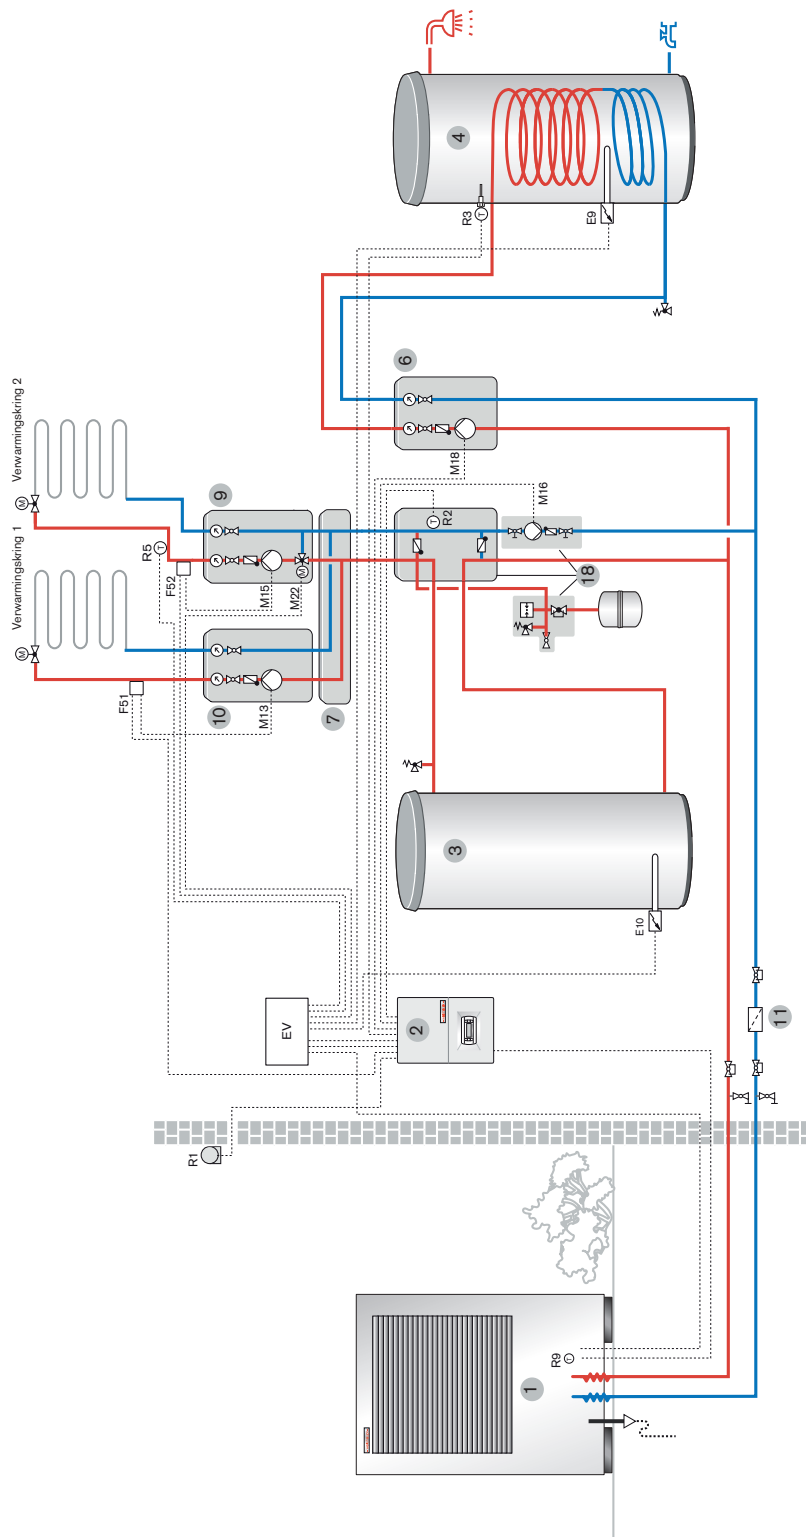 Verwarmingskring 1
Verwarmingskring 2
M
M
R5
T
F51
F52
10
9
M13
M15
M22
M
7
6
M18
R2
T
M16
18
R3
T
E9
4
3
E10
EV
2
R1
11
R9
T
1